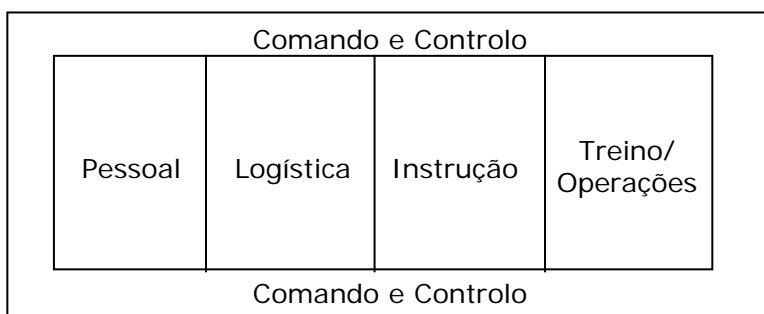 Comando e Controlo
Pessoal
Logística
Instrução
Treino/
Operações
Comando e Controlo